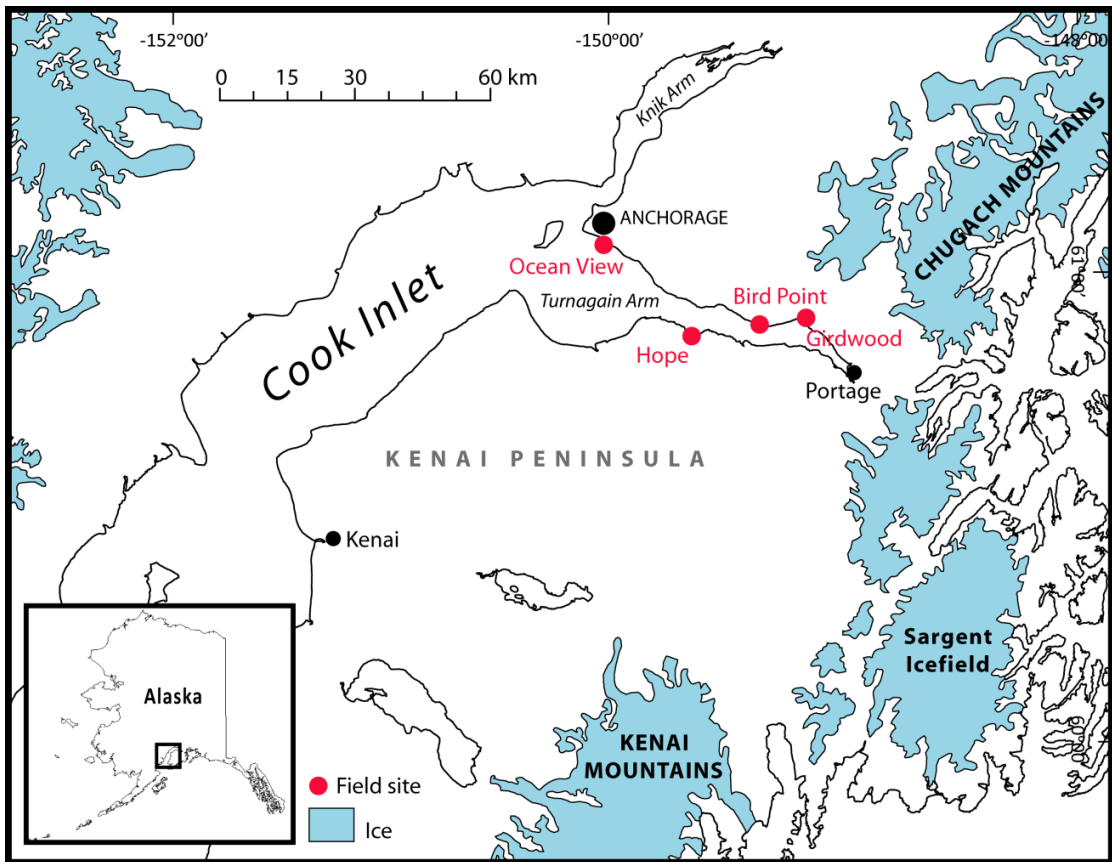 -152°00’
-150°00’
-148°00’
0 15 30 60 km
Knik Arm
CHUGACH MOUNTAINS
ANCHORAGE
Ocean View
61°00’
Turnagain Arm
Bird Point
Girdwood
Hope
Portage
Cook Inlet
KENAI PENINSULA
Kenai
Sargent
Icefield
Alaska
KENAI
MOUNTAINS
Field site
Ice